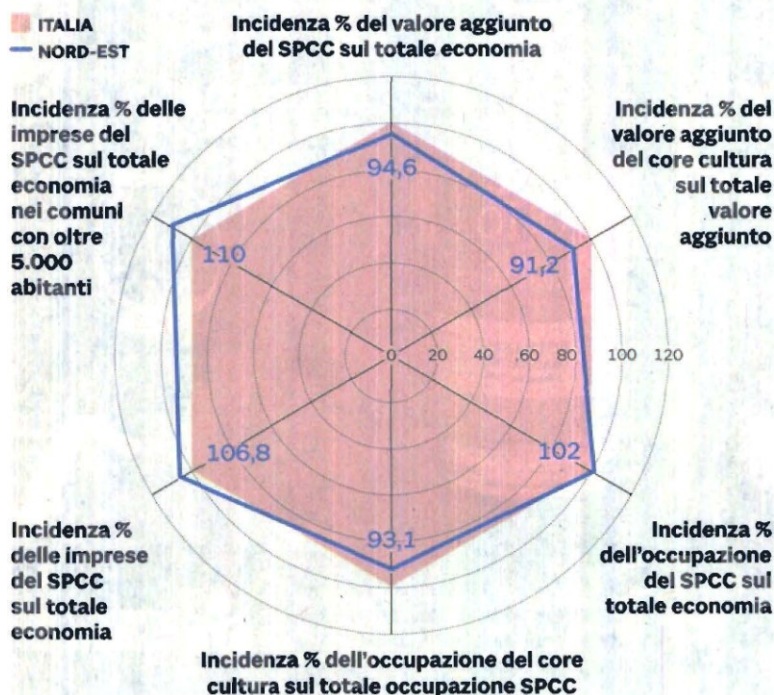 ITALIA
NORD-EST
Incidenza % del valore aggiunto
del SPCC sul totale economia
Incidenza % delle
imprese del
SPCC sul totale
economia
nei comuni
con oltre
5.000
abitanti
Incidenza % del
valore aggiunto
del core cultura
sul totale
valore
aggiunto
94,6
110
91,2
0 20 40 60 80 100 120
106,8
102
93,1
Incidenza %
delle imprese
del SPCC
sul totale
economia
Incidenza %
dell'occupazione
del SPCC sul
totale economia
Incidenza % dell'occupazione del core
cultura sul totale occupazione SPCC